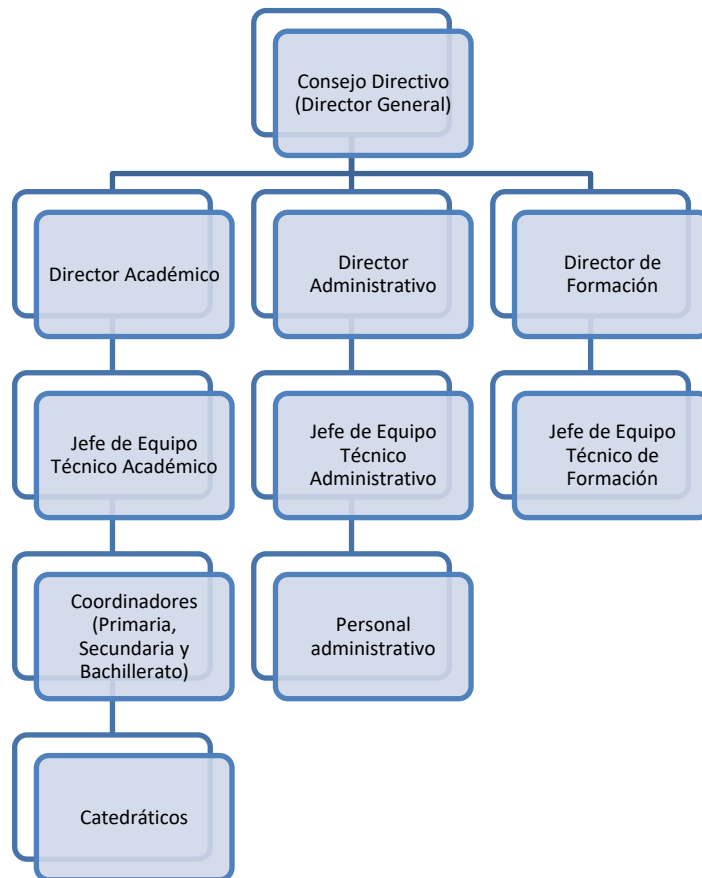 Consejo Directivo
(Director General)
Director Académico
Director
Administrativo
Director de
Formación
Jefe de Equipo
Técnico Académico
Jefe de Equipo
Técnico
Administrativo
Jefe de Equipo
Técnico de
Formación
Coordinadores
(Primaria,
Secundaria y
Bachillerato)
Personal
administrativo
Catedráticos